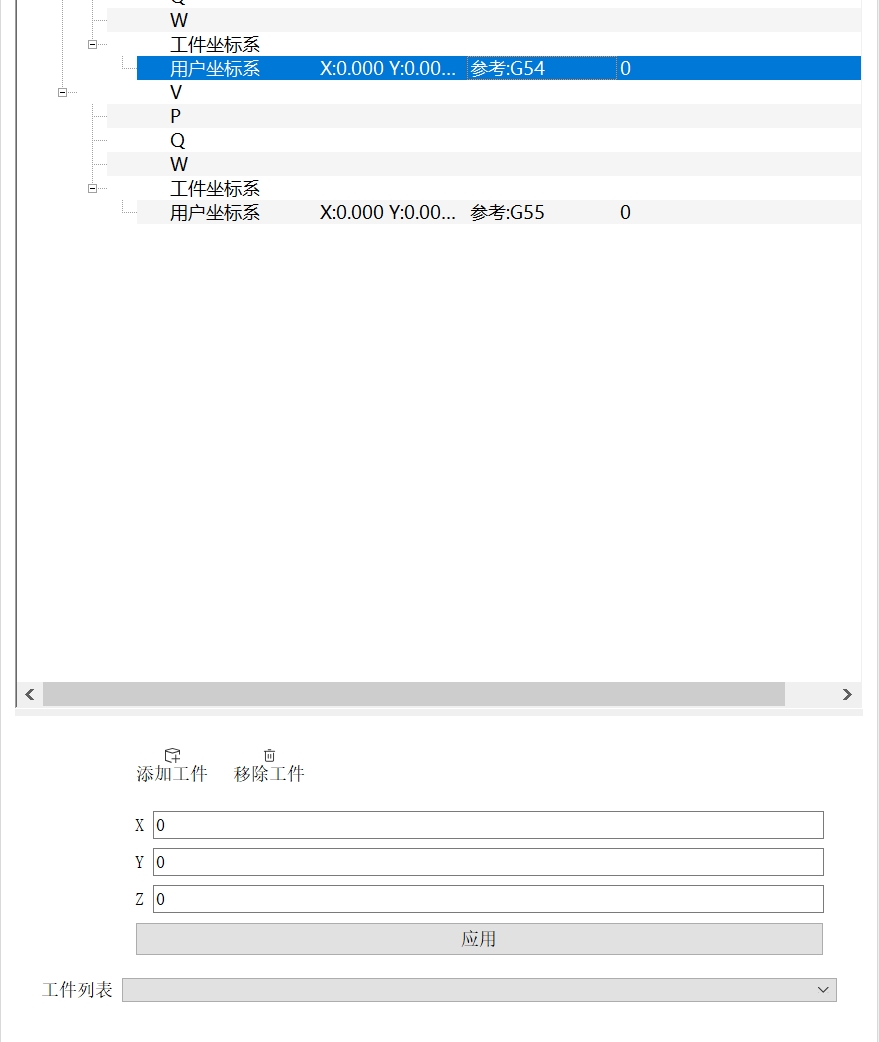 Q
W
工件坐标系
用户坐标系 X:0.000 Y:0.00... 参考:G54 0
V
P
Q
W
工件坐标系
用户坐标系 X:0.000 Y:0.00... 参考:G55 0
添加工件 移除工件
X 0
Y 0
Z 0
应用
工件列表